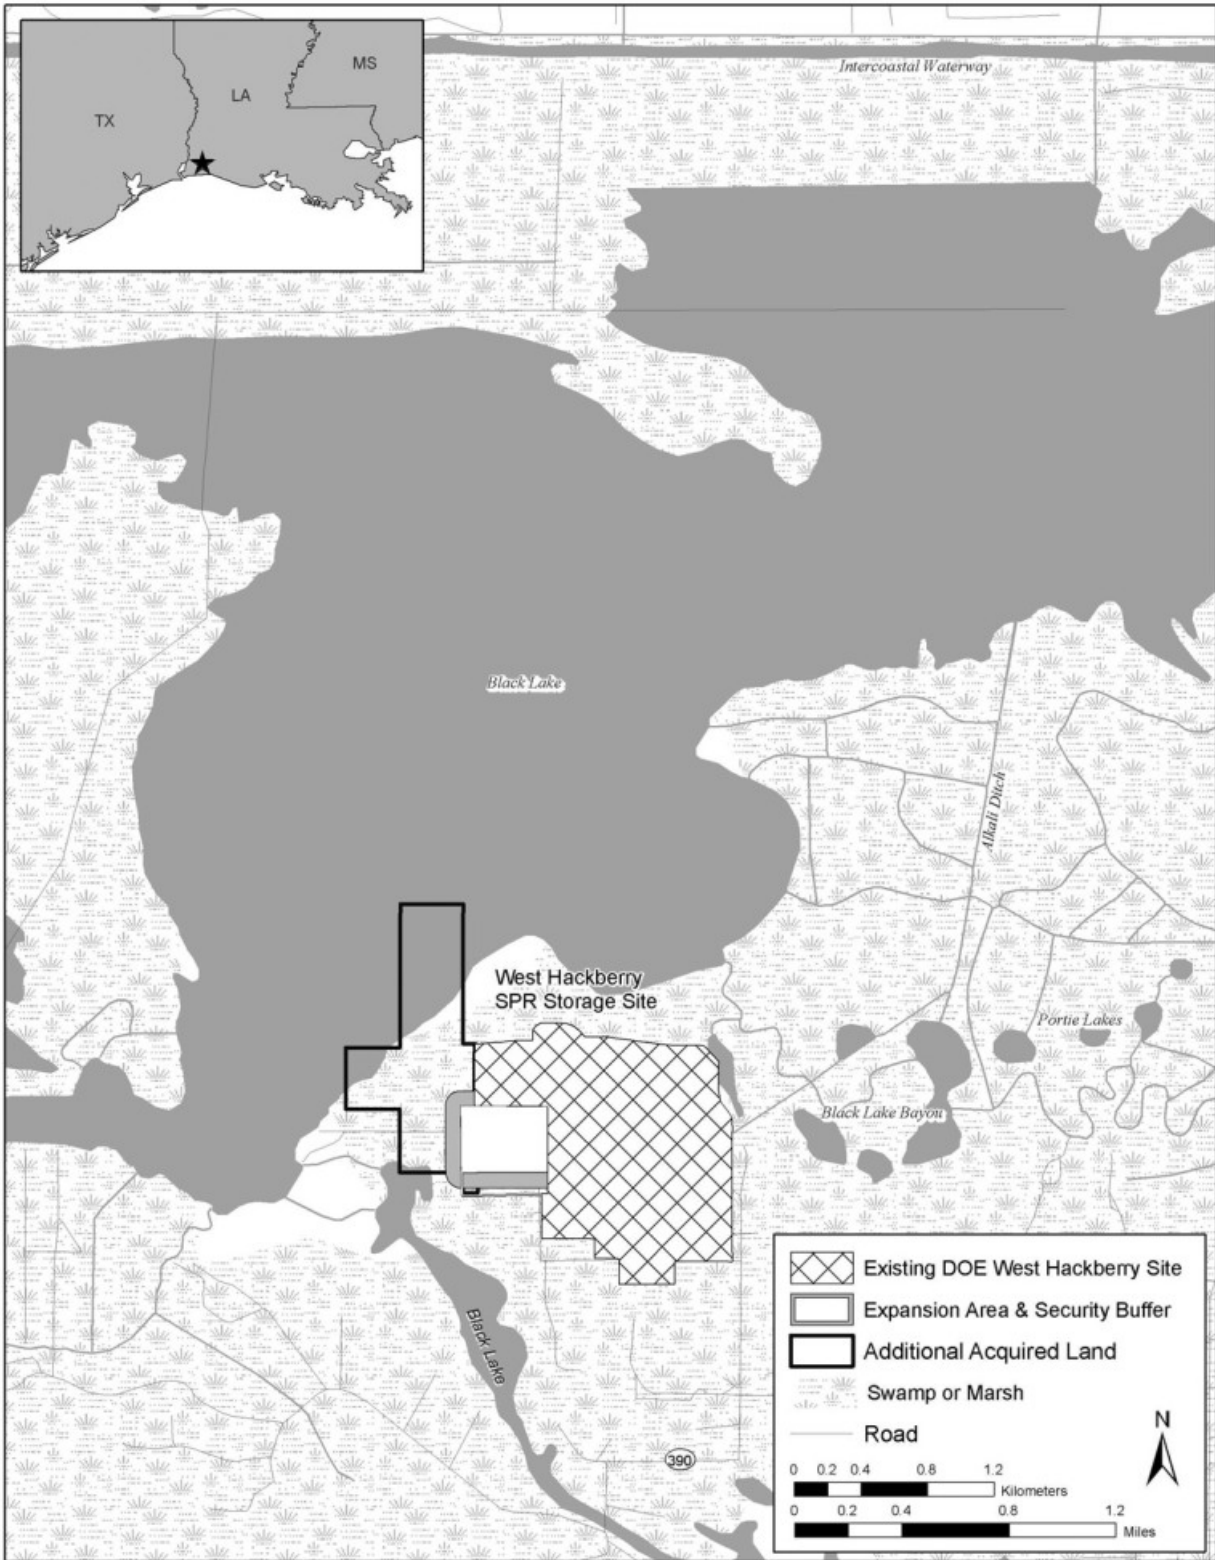 Intercoastal Waterway
MS
LA
TX
Black Lake
Alkali Ditch
West Hackberry
SPR Storage Site
Portie Lakes
Black Lake Bayou
Black Lake
390
Existing DOE West Hackberry Site
Expansion Area & Security Buffer
Additional Acquired Land
Swamp or Marsh
Road
N
0 0.2 0.4 0.8 1.2
Kilometers
0 0.2 0.4 0.8 1.2
Miles